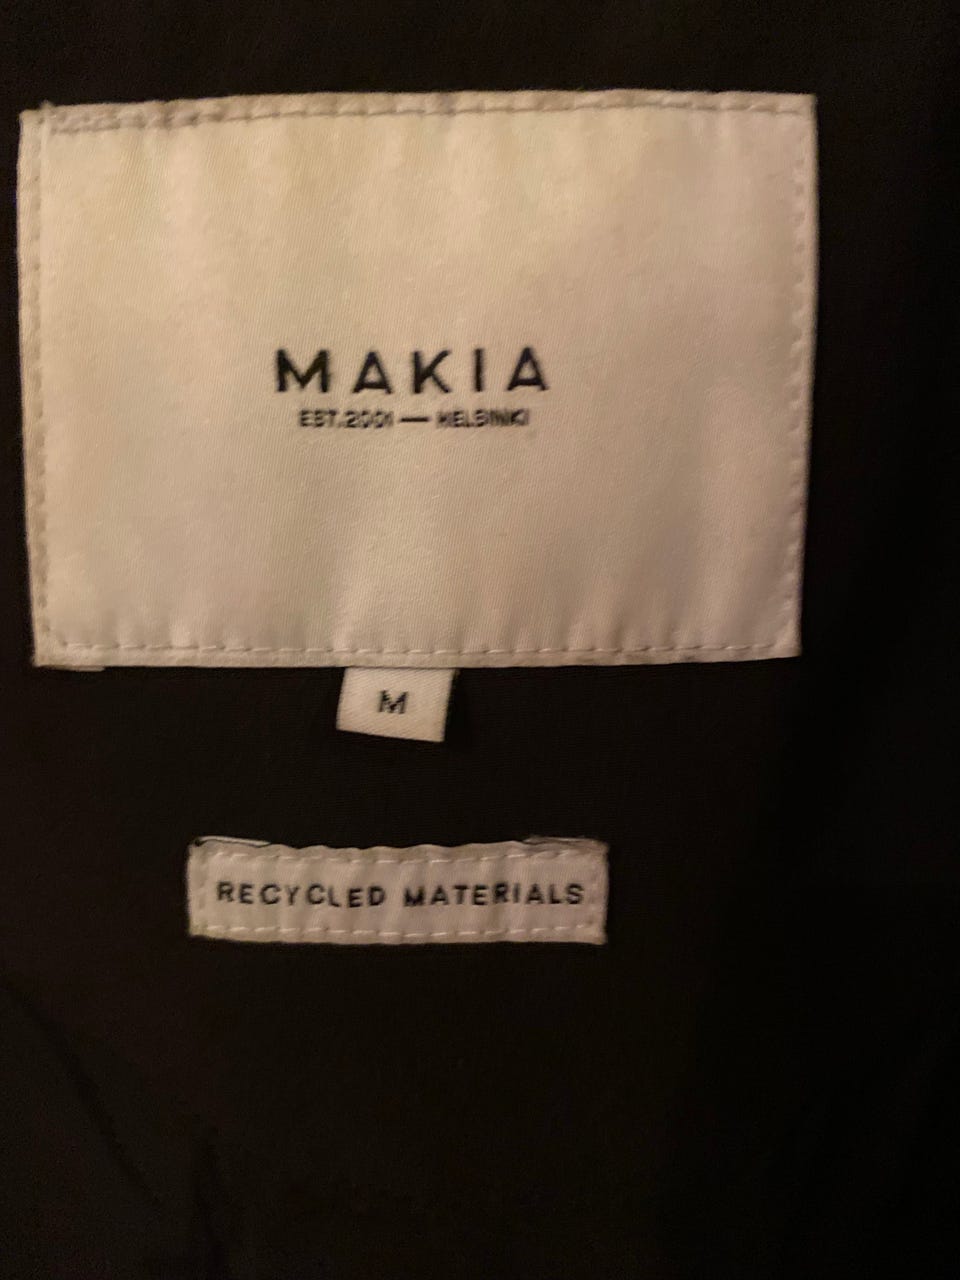 MAKIA
EST.2001 — HELSINKI
M
RECYCLED MATERIALS